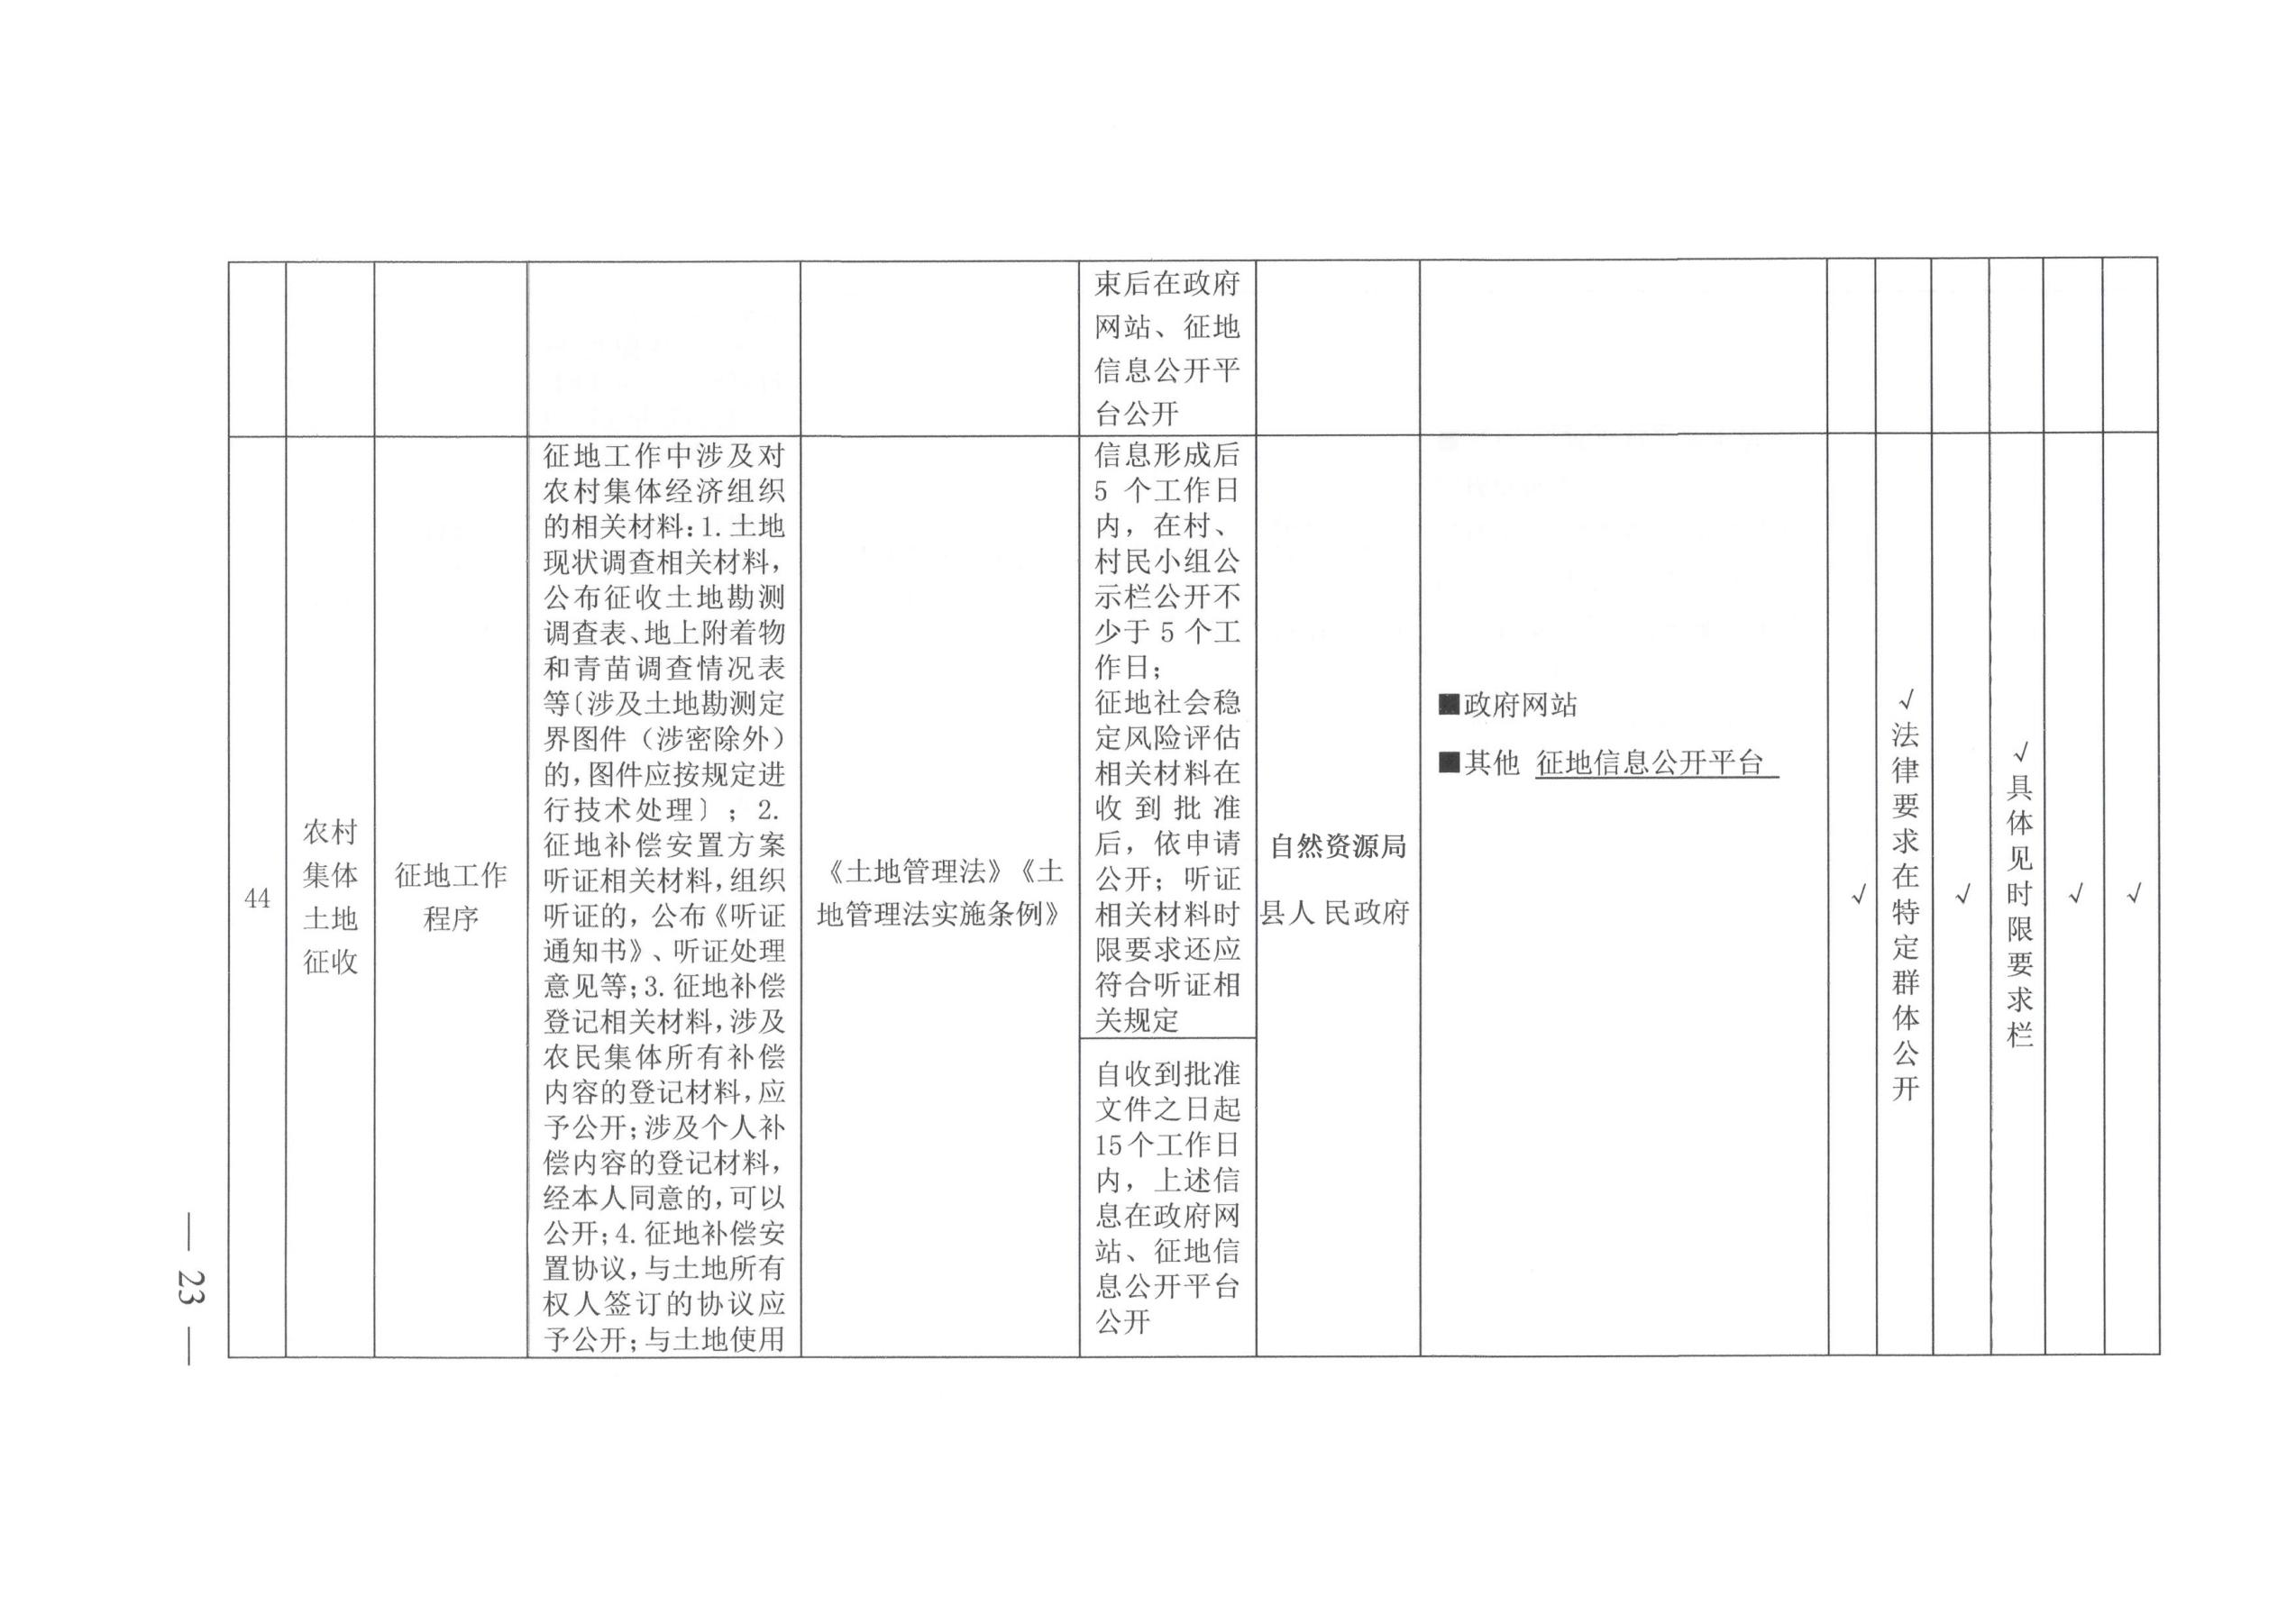 束后在政府
网站、征地
信息公开平
台公开
44
农村
集体
土地
征收
征地工作
程序
征地工作中涉及对
农村集体经济组织
的相关材料:1.土地
现状调查相关材料,
公布征收土地勘测
调查表、地上附着物
和青苗调查情况表
等〔涉及土地勘测定
界图件（涉密除外）
的,图件应按规定进
行技术处理〕; 2.
征地补偿安置方案
听证相关材料,组织
听证的,公布《听证
通知书》、听证处理
意见等;3.征地补偿
登记相关材料,涉及
农民集体所有补偿
内容的登记材料,应
予公开;涉及个人补
偿内容的登记材料,
经本人同意的,可以
公开;4.征地补偿安
置协议,与土地所有
权人签订的协议应
予公开;与土地使用
《土地管理法》《土
地管理法实施条例》
信息形成后
5 个工作日
内，在村、
村民小组公
示栏公开不
少于 5 个工
作日；
征地社会稳
定风险评估
相关材料在
收到批准
后，依申请
公开；听证
相关材料时
限要求还应
符合听证相
关规定
自收到批准
文件之日起
15个工作日
内，上述信
息在政府网
站、征地信
息公开平台
公开
自然资源局
县人民政府
■政府网站
■其他 征地信息公开平台
√
√法律要求在特定群体公开
√
√具体见时限要求栏
√
√
— 23 —